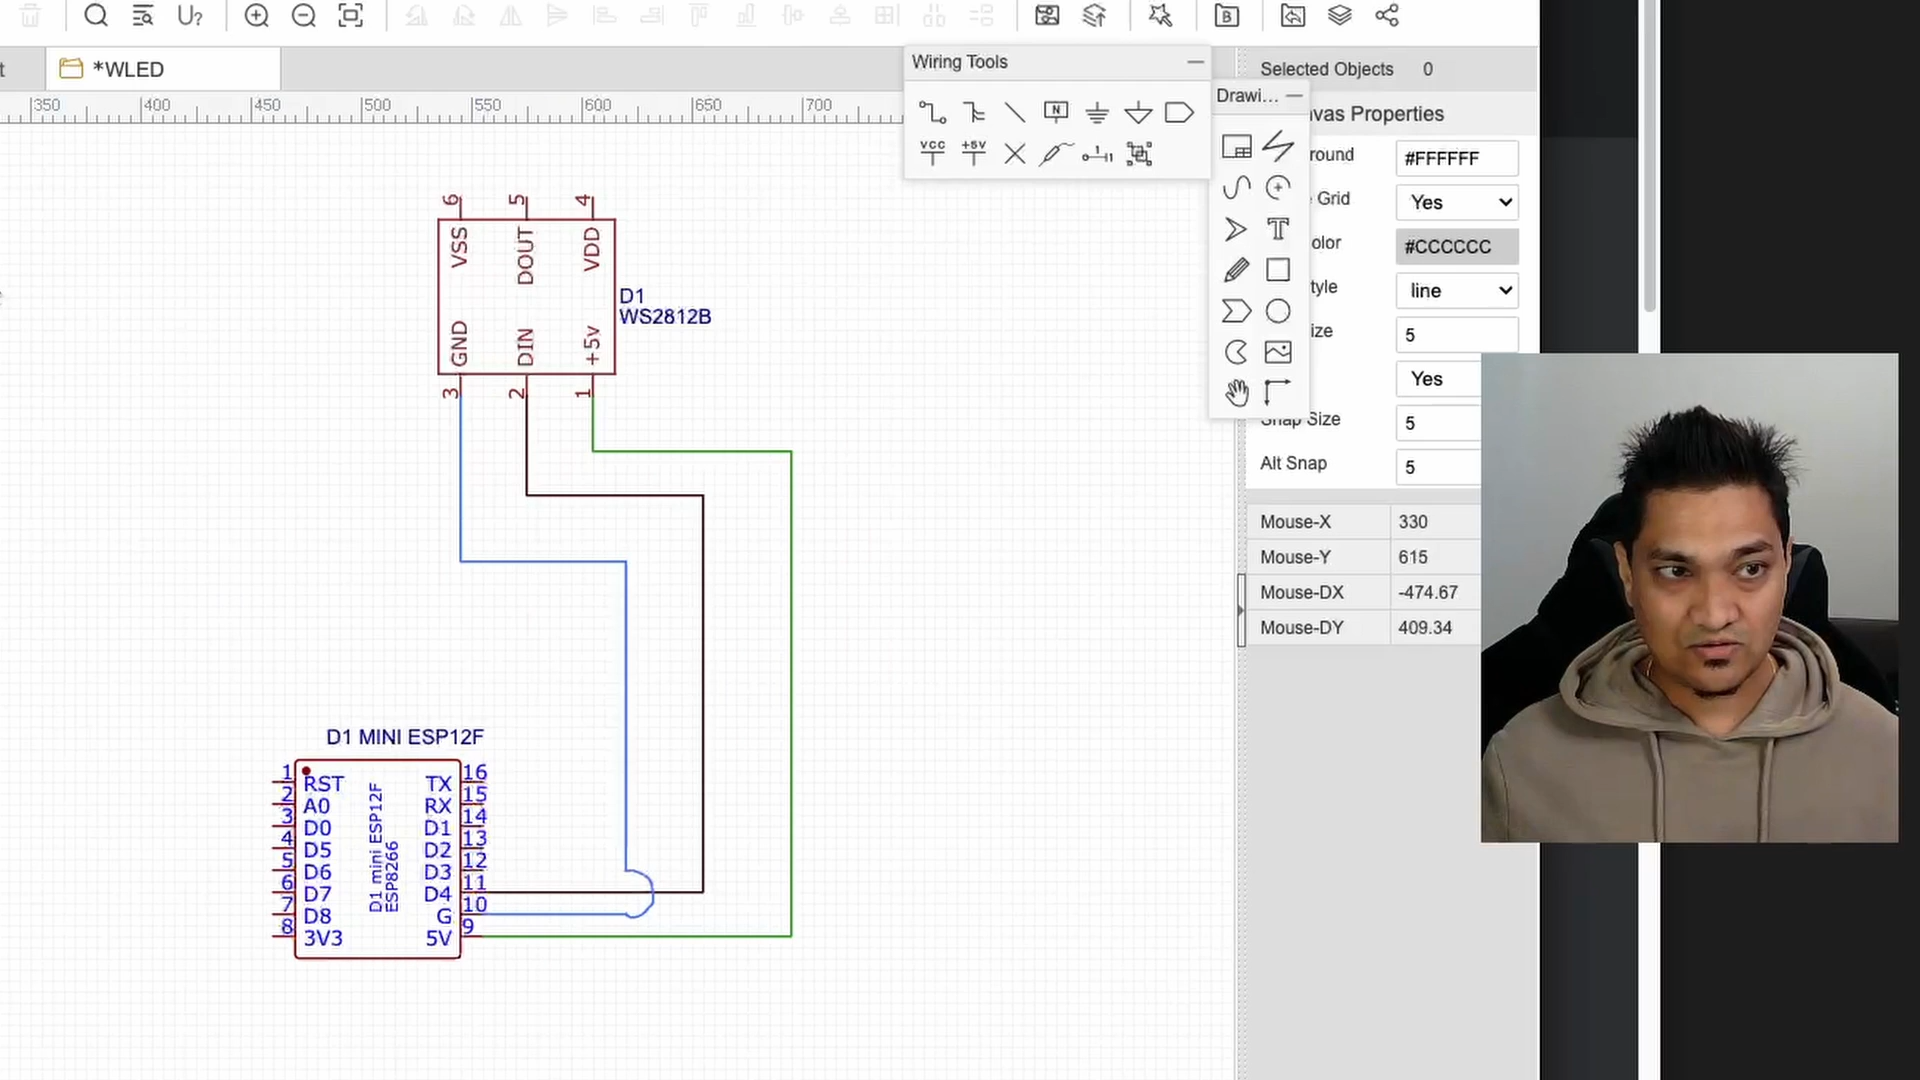 U?
t
*WLED
350
400
450
500
550
600
650
700
Wiring Tools
N
VCC
+5V
Drawi...
T
Selected Objects 0
nvas Properties
round #FFFFFF
Grid Yes
olor #CCCCCC
tyle line
ize 5
Yes
Snap Size 5
Alt Snap 5
Mouse-X 330
Mouse-Y 615
Mouse-DX -474.67
Mouse-DY 409.34
6 5 4
VSS DOUT VDD
GND DIN +5v
3 2 1
D1
WS2812B
D1 MINI ESP12F
1 RST TX 16
2 A0 RX 15
3 D0 D1 14
4 D5 D2 13
5 D6 D3 12
6 D7 D4 11
7 D8 G 10
8 3V3 5V 9
D1 mini ESP12F
ESP8266